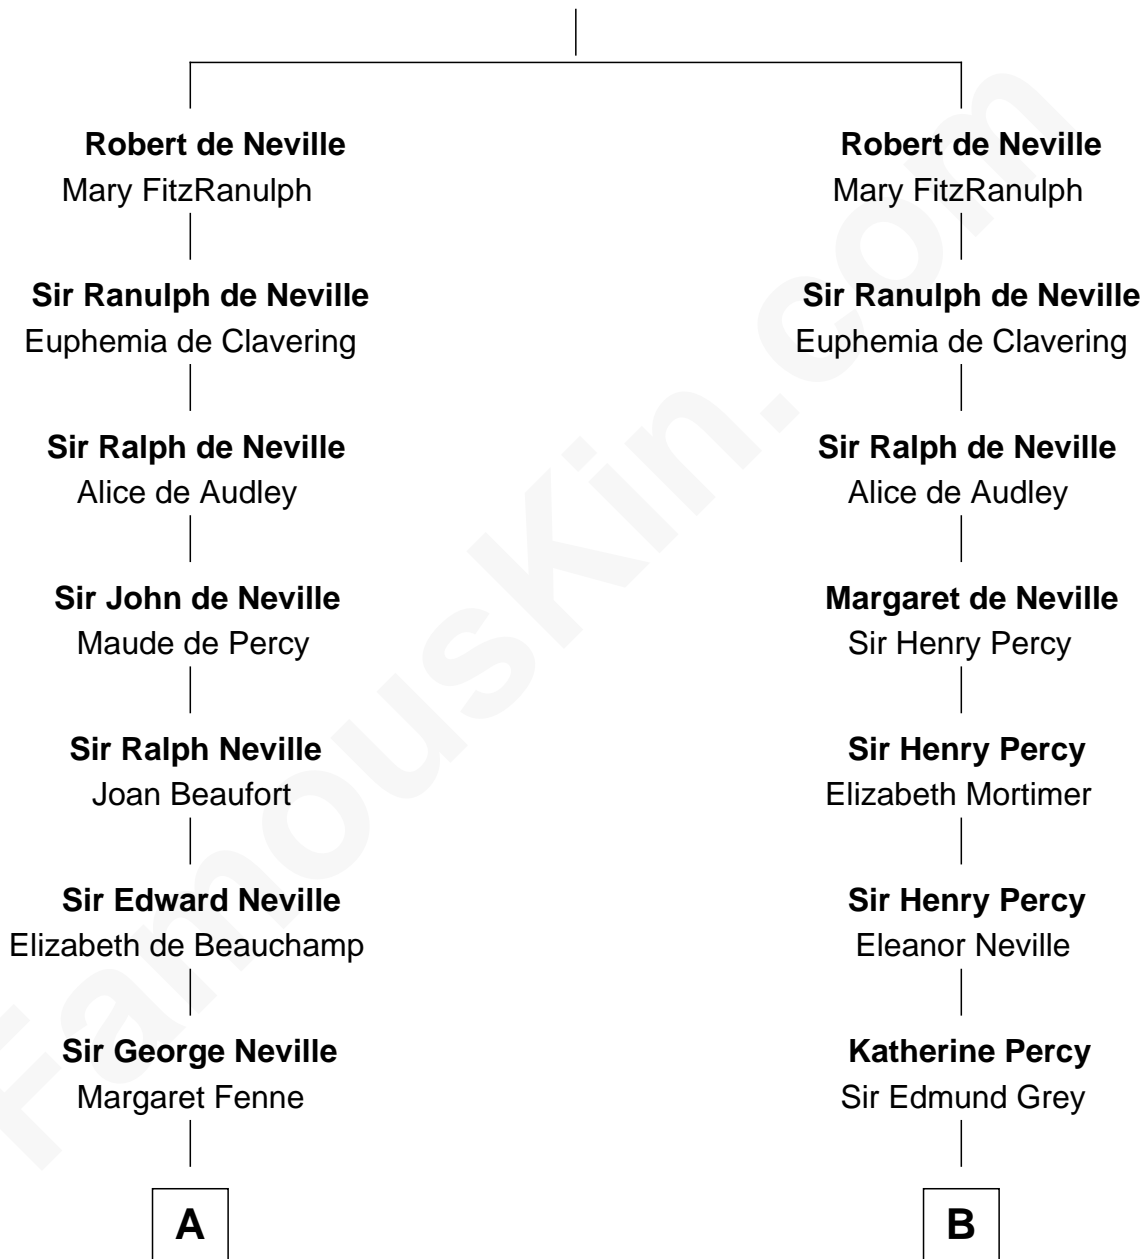 Robert de Neville
Mary FitzRanulph
Sir Ranulph de Neville
Euphemia de Clavering
Sir Ralph de Neville
Alice de Audley
Sir John de Neville
Maude de Percy
Sir Ralph Neville
Joan Beaufort
Sir Edward Neville
Elizabeth de Beauchamp
Sir George Neville
Margaret Fenne
A
Robert de Neville
Mary FitzRanulph
Sir Ranulph de Neville
Euphemia de Clavering
Sir Ralph de Neville
Alice de Audley
Margaret de Neville
Sir Henry Percy
Sir Henry Percy
Elizabeth Mortimer
Sir Henry Percy
Eleanor Neville
Katherine Percy
Sir Edmund Grey
B
FamousKin.com